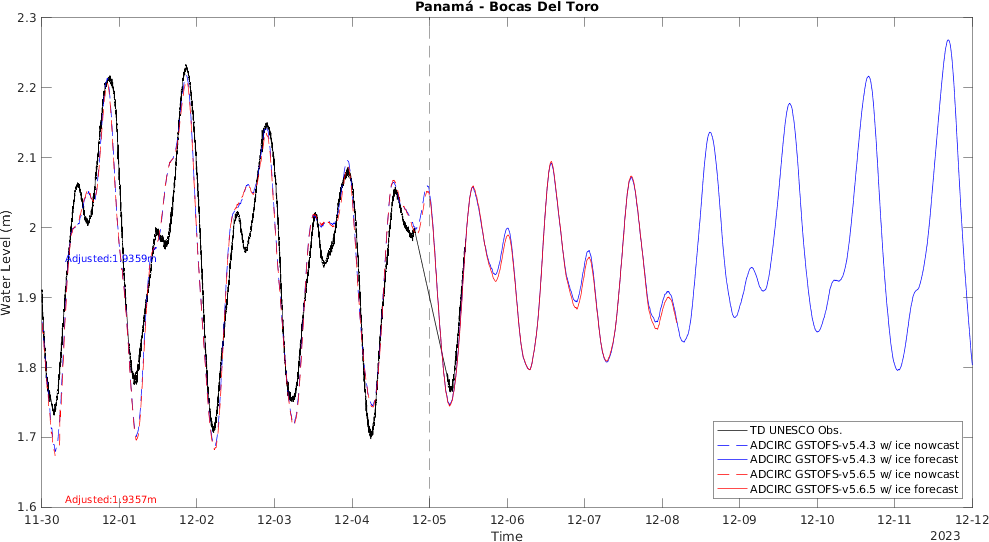 Panamá - Bocas Del Toro
2.3
2.2
2.1
2
1.9
1.8
1.7
1.6
Water Level (m)
Adjusted:1.9359m
Adjusted:1.9357m
TD UNESCO Obs.
ADCIRC GSTOFS-v5.4.3 w/ ice nowcast
ADCIRC GSTOFS-v5.4.3 w/ ice forecast
ADCIRC GSTOFS-v5.6.5 w/ ice nowcast
ADCIRC GSTOFS-v5.6.5 w/ ice forecast
11-30 12-01 12-02 12-03 12-04 12-05 12-06 12-07 12-08 12-09 12-10 12-11 12-12
Time
2023